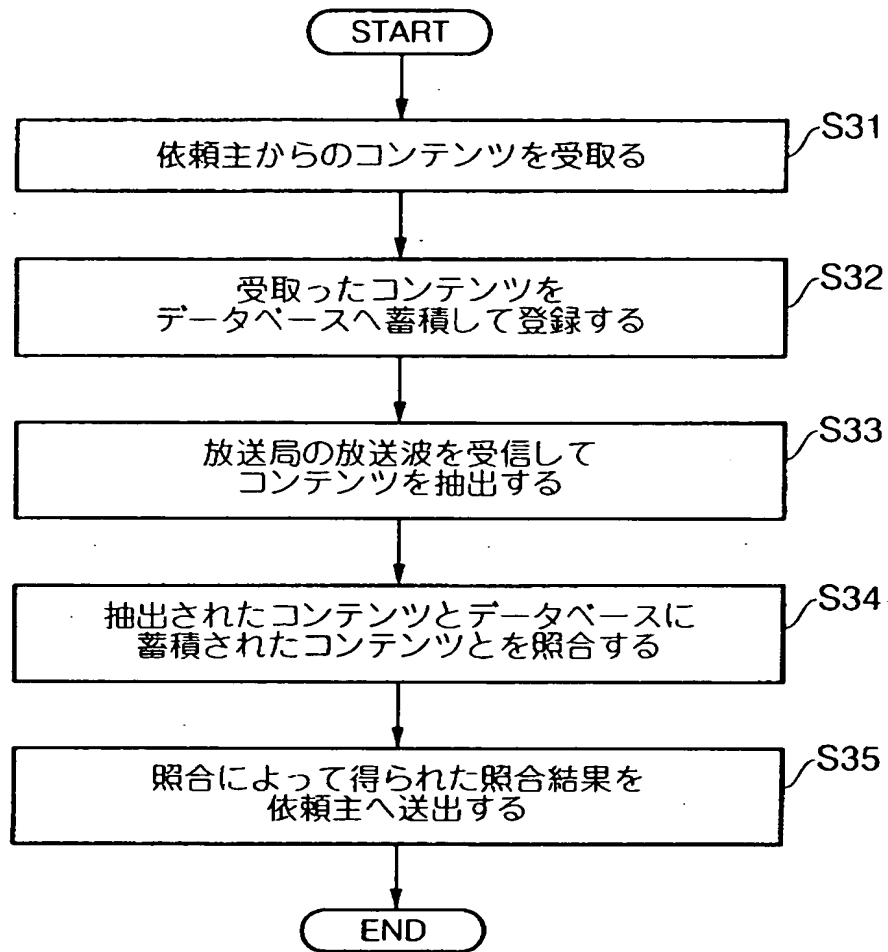 START
依頼主からのコンテンツを受取る
S31
受取ったコンテンツを
データベースへ蓄積して登録する
S32
放送局の放送波を受信して
コンテンツを抽出する
S33
抽出されたコンテンツとデータベースに
蓄積されたコンテンツとを照合する
S34
照合によって得られた照合結果を
依頼主へ送出する
S35
END